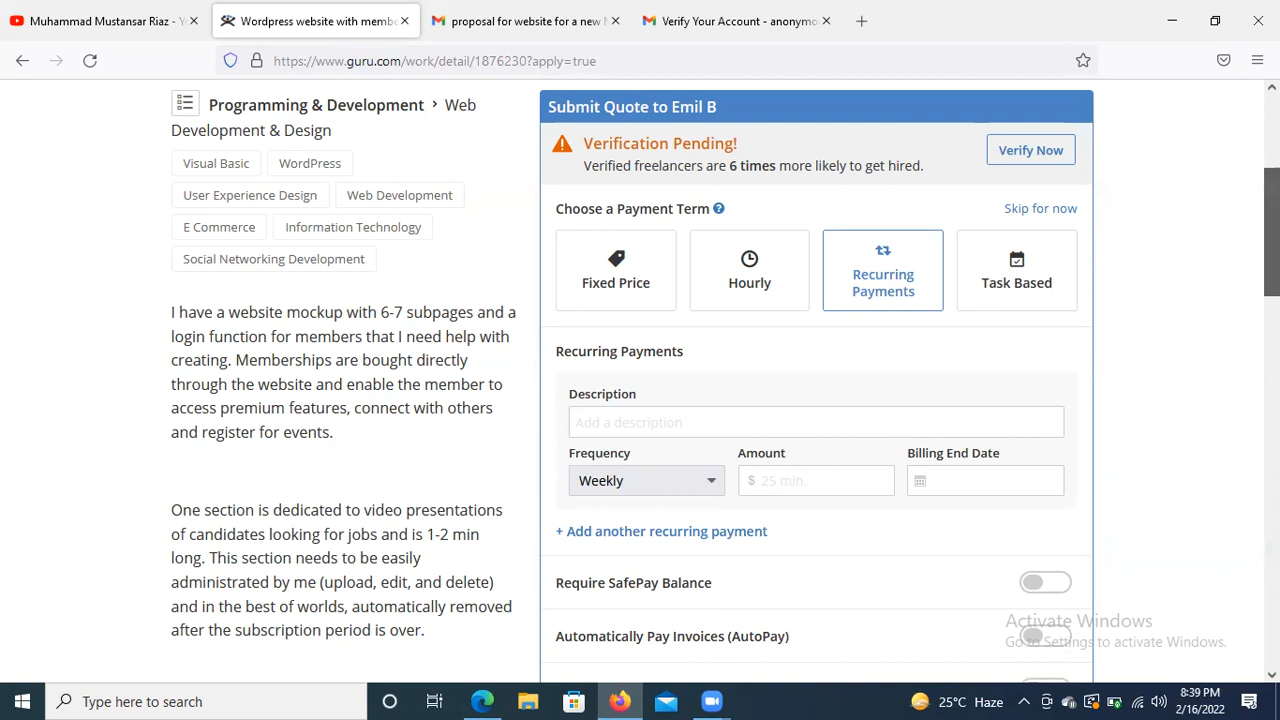 Muhammad Mustansar Riaz - Y
Wordpress website with membe
proposal for website for a new
Verify Your Account - anonymo
https://www.guru.com/work/detail/1876230?apply=true
Programming & Development › Web
Development & Design
Visual Basic
WordPress
User Experience Design
Web Development
E Commerce
Information Technology
Social Networking Development
I have a website mockup with 6-7 subpages and a
login function for members that I need help with
creating. Memberships are bought directly
through the website and enable the member to
access premium features, connect with others
and register for events.
One section is dedicated to video presentations
of candidates looking for jobs and is 1-2 min
long. This section needs to be easily
administrated by me (upload, edit, and delete)
and in the best of worlds, automatically removed
after the subscription period is over.
Submit Quote to Emil B
Verification Pending!
Verified freelancers are 6 times more likely to get hired.
Verify Now
Choose a Payment Term
Skip for now
Fixed Price
Hourly
Recurring
Payments
Task Based
Recurring Payments
Description
Add a description
Frequency
Amount
Billing End Date
Weekly
$ 25 min.
+ Add another recurring payment
Require SafePay Balance
Automatically Pay Invoices (AutoPay)
Activate Windows
Go to Settings to activate Windows.
Type here to search
25°C Haze
8:39 PM
2/16/2022